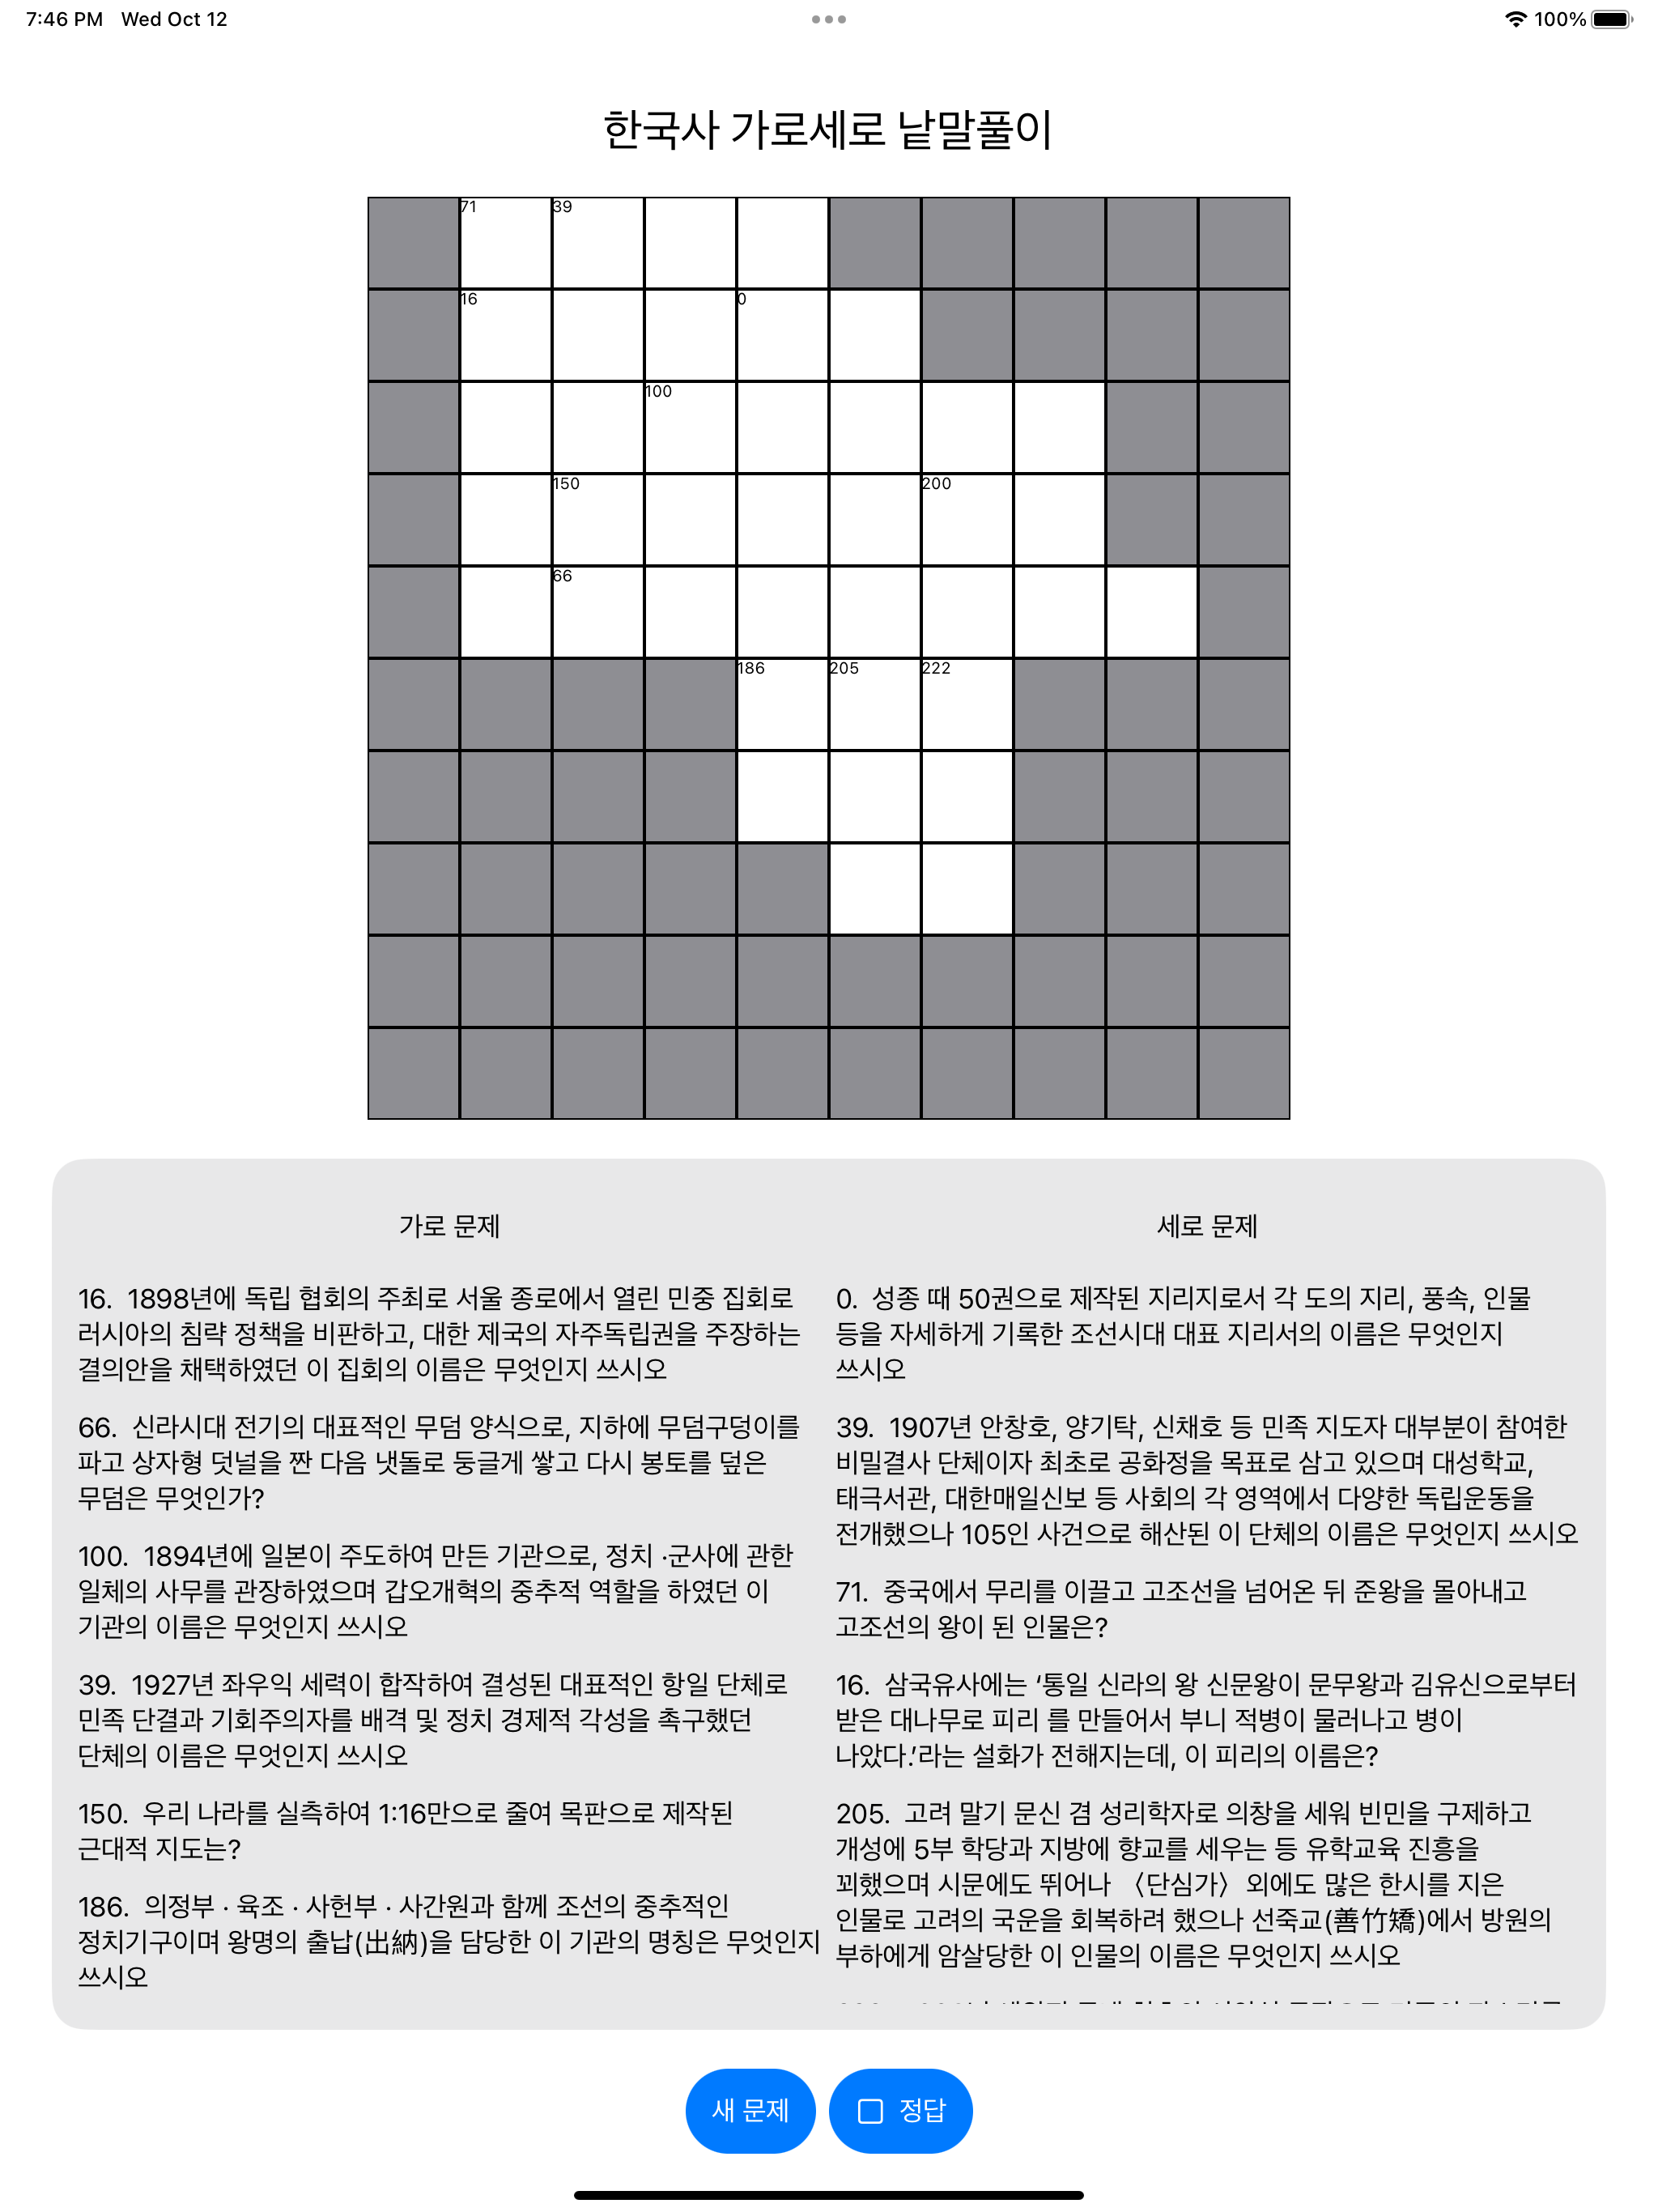 7:46 PM Wed Oct 12
100%
한국사 가로세로 낱말풀이
71 39
16 0
100
150 200
66
186 205 222
가로 문제
16. 1898년에 독립 협회의 주최로 서울 종로에서 열린 민중 집회로
러시아의 침략 정책을 비판하고, 대한 제국의 자주독립권을 주장하는
결의안을 채택하였던 이 집회의 이름은 무엇인지 쓰시오
66. 신라시대 전기의 대표적인 무덤 양식으로, 지하에 무덤구덩이를
파고 상자형 덧널을 짠 다음 냇돌로 둥글게 쌓고 다시 봉토를 덮은
무덤은 무엇인가?
100. 1894년에 일본이 주도하여 만든 기관으로, 정치 ·군사에 관한
일체의 사무를 관장하였으며 갑오개혁의 중추적 역할을 하였던 이
기관의 이름은 무엇인지 쓰시오
39. 1927년 좌우익 세력이 합작하여 결성된 대표적인 항일 단체로
민족 단결과 기회주의자를 배격 및 정치 경제적 각성을 촉구했던
단체의 이름은 무엇인지 쓰시오
150. 우리 나라를 실측하여 1:16만으로 줄여 목판으로 제작된
근대적 지도는?
186. 의정부 · 육조 · 사헌부 · 사간원과 함께 조선의 중추적인
정치기구이며 왕명의 출납(出納)을 담당한 이 기관의 명칭은 무엇인지
쓰시오
세로 문제
0. 성종 때 50권으로 제작된 지리지로서 각 도의 지리, 풍속, 인물
등을 자세하게 기록한 조선시대 대표 지리서의 이름은 무엇인지
쓰시오
39. 1907년 안창호, 양기탁, 신채호 등 민족 지도자 대부분이 참여한
비밀결사 단체이자 최초로 공화정을 목표로 삼고 있으며 대성학교,
태극서관, 대한매일신보 등 사회의 각 영역에서 다양한 독립운동을
전개했으나 105인 사건으로 해산된 이 단체의 이름은 무엇인지 쓰시오
71. 중국에서 무리를 이끌고 고조선을 넘어온 뒤 준왕을 몰아내고
고조선의 왕이 된 인물은?
16. 삼국유사에는 ‘통일 신라의 왕 신문왕이 문무왕과 김유신으로부터
받은 대나무로 피리 를 만들어서 부니 적병이 물러나고 병이
나았다.’라는 설화가 전해지는데, 이 피리의 이름은?
205. 고려 말기 문신 겸 성리학자로 의창을 세워 빈민을 구제하고
개성에 5부 학당과 지방에 향교를 세우는 등 유학교육 진흥을
꾀했으며 시문에도 뛰어나 〈단심가〉 외에도 많은 한시를 지은
인물로 고려의 국운을 회복하려 했으나 선죽교(善竹矯)에서 방원의
부하에게 암살당한 이 인물의 이름은 무엇인지 쓰시오
새 문제
정답